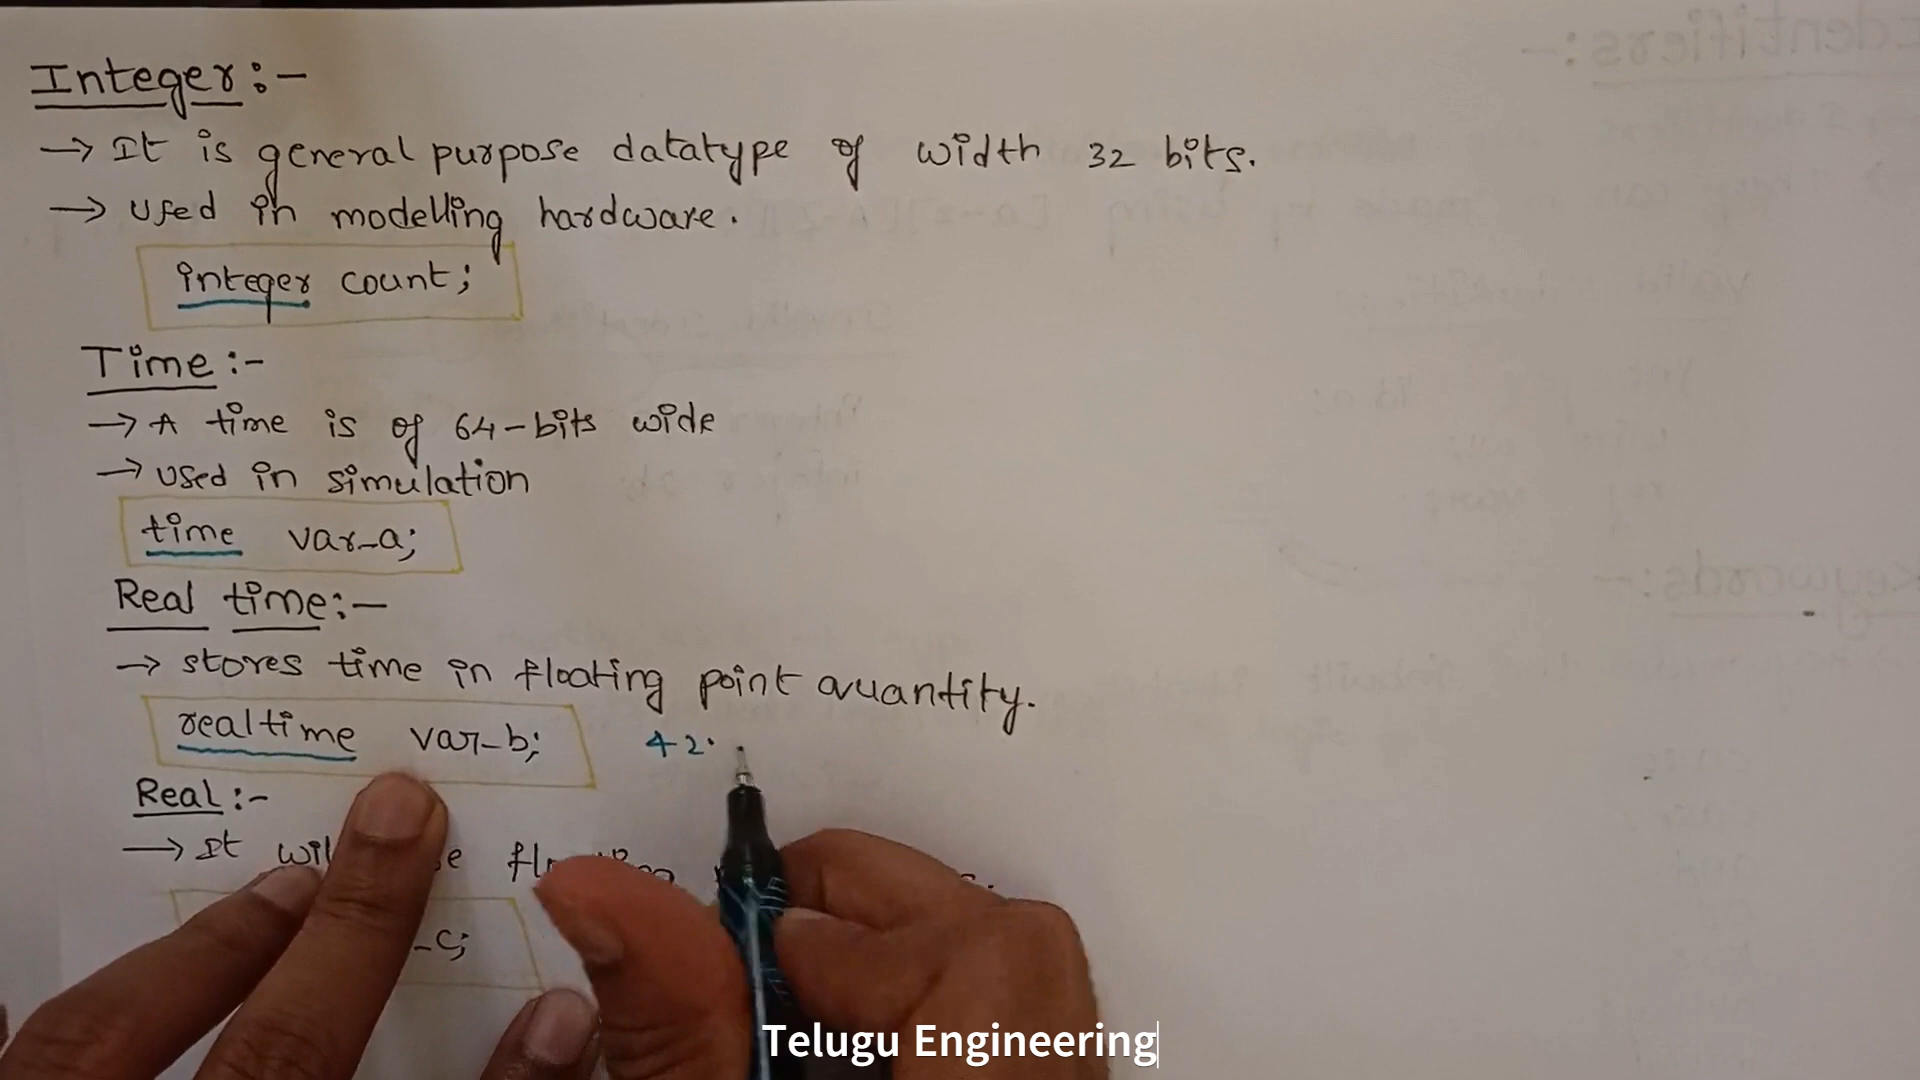 Integer:-
→ It is general purpose datatype of width 32 bits.
→ used in modelling hardware.
integer count;
Time:-
→ A time is of 64-bits wide
→ used in simulation
time var_a;
Real time:-
→ stores time in floating point quantity.
realtime var_b; 42.
Real:-
→ It
_c;
Telugu Engineering